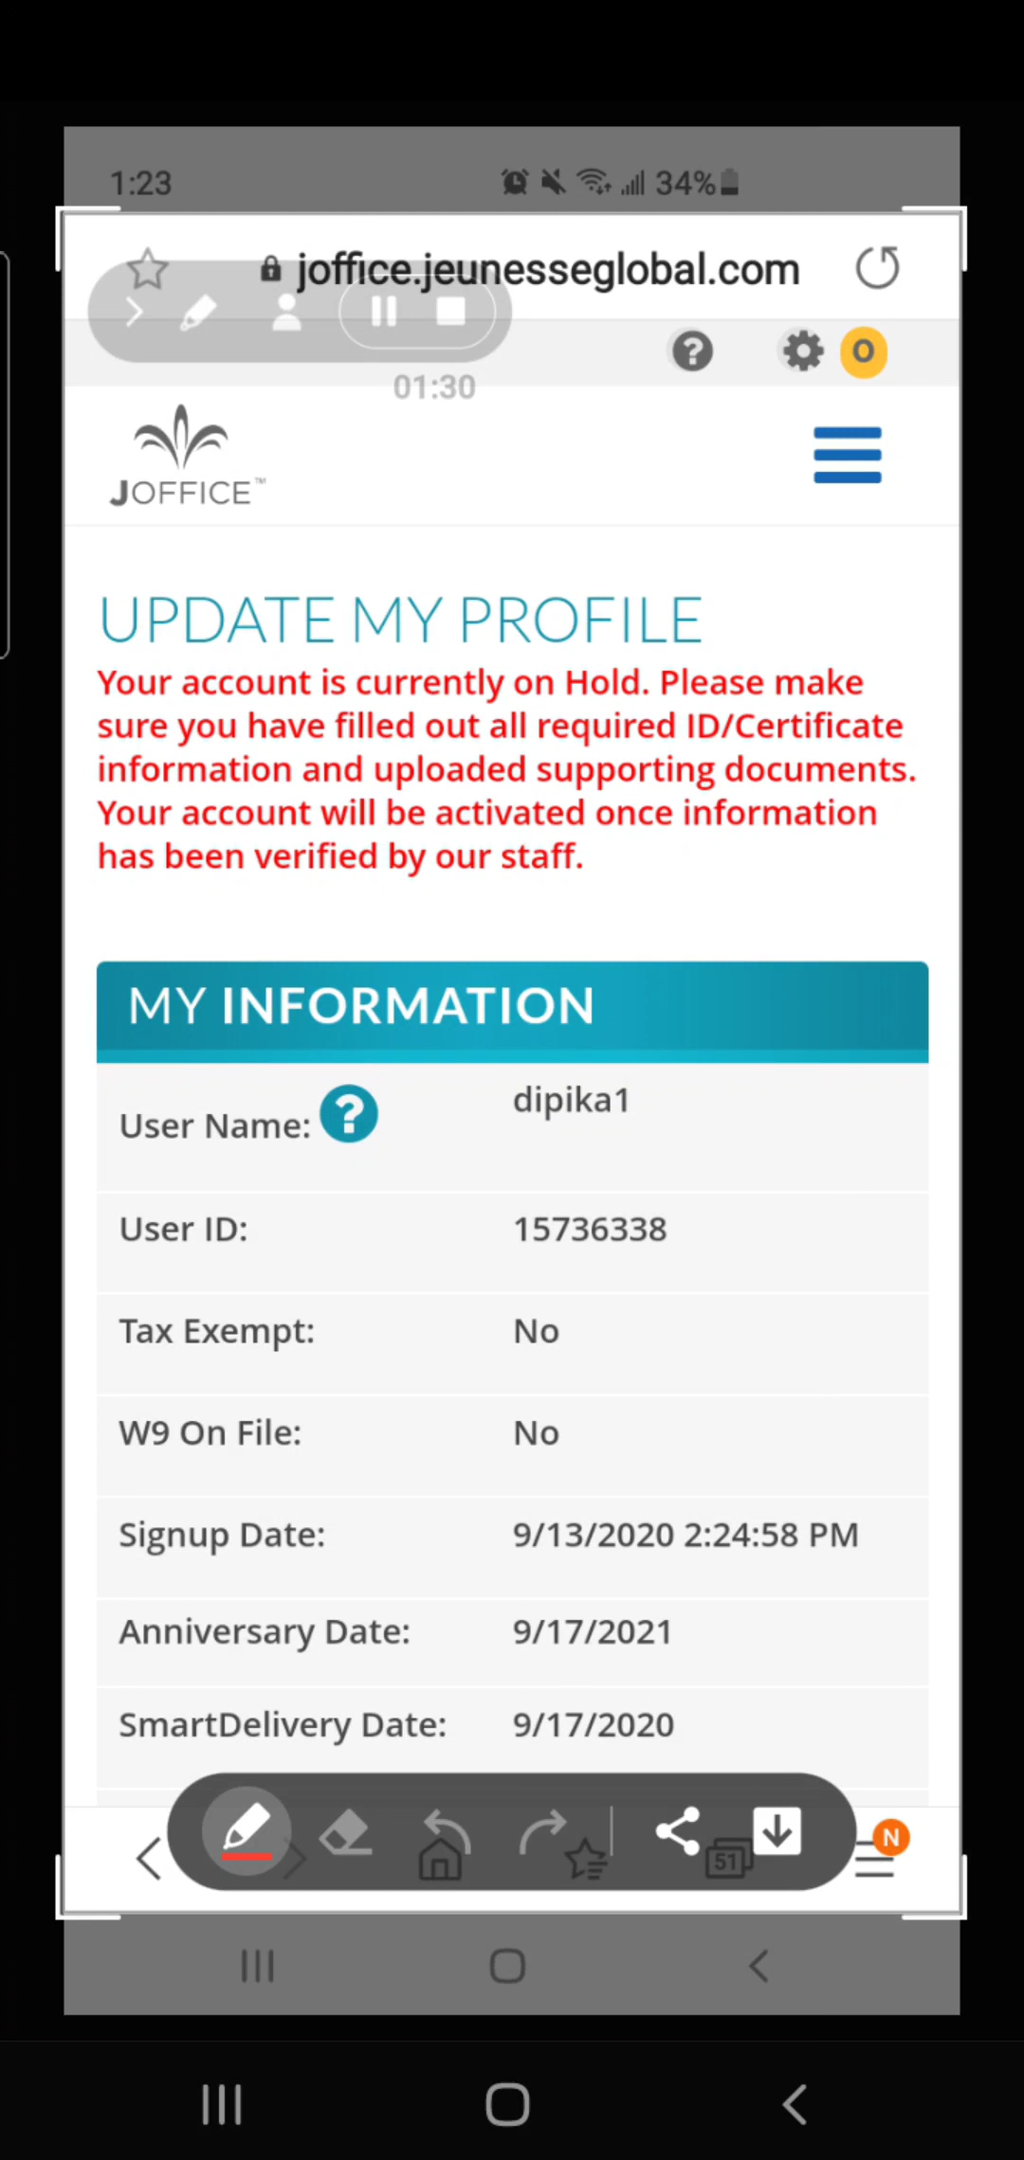 1:23
34%
joffice.jeunesseglobal.com
01:30
0
JOFFICE™
UPDATE MY PROFILE
Your account is currently on Hold. Please make
sure you have filled out all required ID/Certificate
information and uploaded supporting documents.
Your account will be activated once information
has been verified by our staff.
MY INFORMATION
User Name: ? dipika1
User ID: 15736338
Tax Exempt: No
W9 On File: No
Signup Date: 9/13/2020 2:24:58 PM
Anniversary Date: 9/17/2021
SmartDelivery Date: 9/17/2020
51
N